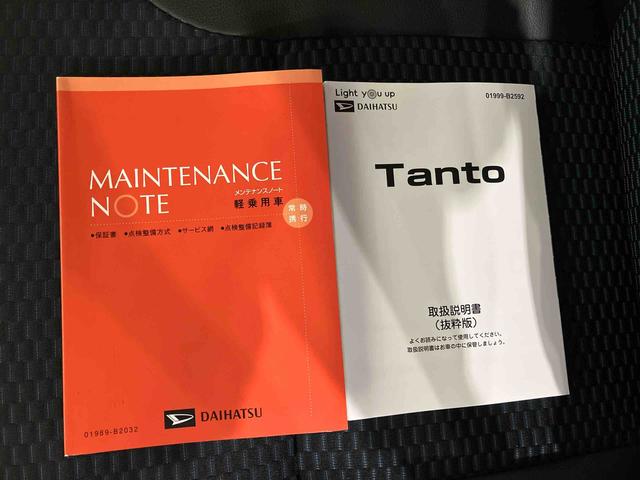 MAINTENANCE
NOTE
メンテナンスノート
軽乗用車
常時
携行
●保証書 ●点検整備方式 ●サービス網 ●点検整備記録簿
DAIHATSU
01989-B2032
Light you up
DAIHATSU
01999-B2592
Tanto
取扱説明書
(抜粋版)
よくお読みになって使用してください。
取扱説明書はお車の中に保管しましょう。